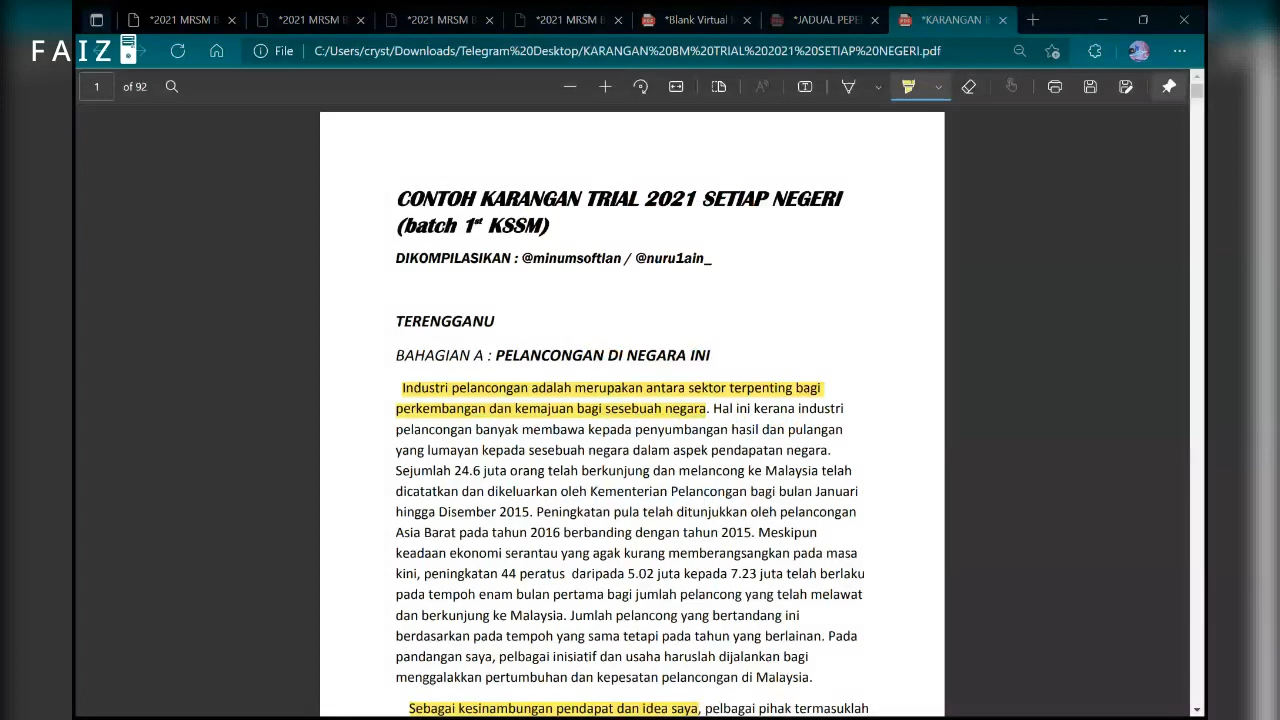 *2021 MRSM B
*2021 MRSM B
*2021 MRSM B
*2021 MRSM B
*Blank Virtual
*JADUAL PEPE
*KARANGAN B
FAIZ
File
C:/Users/cryst/Downloads/Telegram%20Desktop/KARANGAN%20BM%20TRIAL%202021%20SETIAP%20NEGERI.pdf
1 of 92
CONTOH KARANGAN TRIAL 2021 SETIAP NEGERI
(batch 1st KSSM)
DIKOMPILASIKAN : @minumsoftlan / @nuru1ain_
TERENGGANU
BAHAGIAN A : PELANCONGAN DI NEGARA INI
Industri pelancongan adalah merupakan antara sektor terpenting bagi
perkembangan dan kemajuan bagi sesebuah negara. Hal ini kerana industri
pelancongan banyak membawa kepada penyumbangan hasil dan pulangan
yang lumayan kepada sesebuah negara dalam aspek pendapatan negara.
Sejumlah 24.6 juta orang telah berkunjung dan melancong ke Malaysia telah
dicatatkan dan dikeluarkan oleh Kementerian Pelancongan bagi bulan Januari
hingga Disember 2015. Peningkatan pula telah ditunjukkan oleh pelancongan
Asia Barat pada tahun 2016 berbanding dengan tahun 2015. Meskipun
keadaan ekonomi serantau yang agak kurang memberangsangkan pada masa
kini, peningkatan 44 peratus daripada 5.02 juta kepada 7.23 juta telah berlaku
pada tempoh enam bulan pertama bagi jumlah pelancong yang telah melawat
dan berkunjung ke Malaysia. Jumlah pelancong yang bertandang ini
berdasarkan pada tempoh yang sama tetapi pada tahun yang berlainan. Pada
pandangan saya, pelbagai inisiatif dan usaha haruslah dijalankan bagi
menggalakkan pertumbuhan dan kepesatan pelancongan di Malaysia.
Sebagai kesinambungan pendapat dan idea saya, pelbagai pihak termasuklah